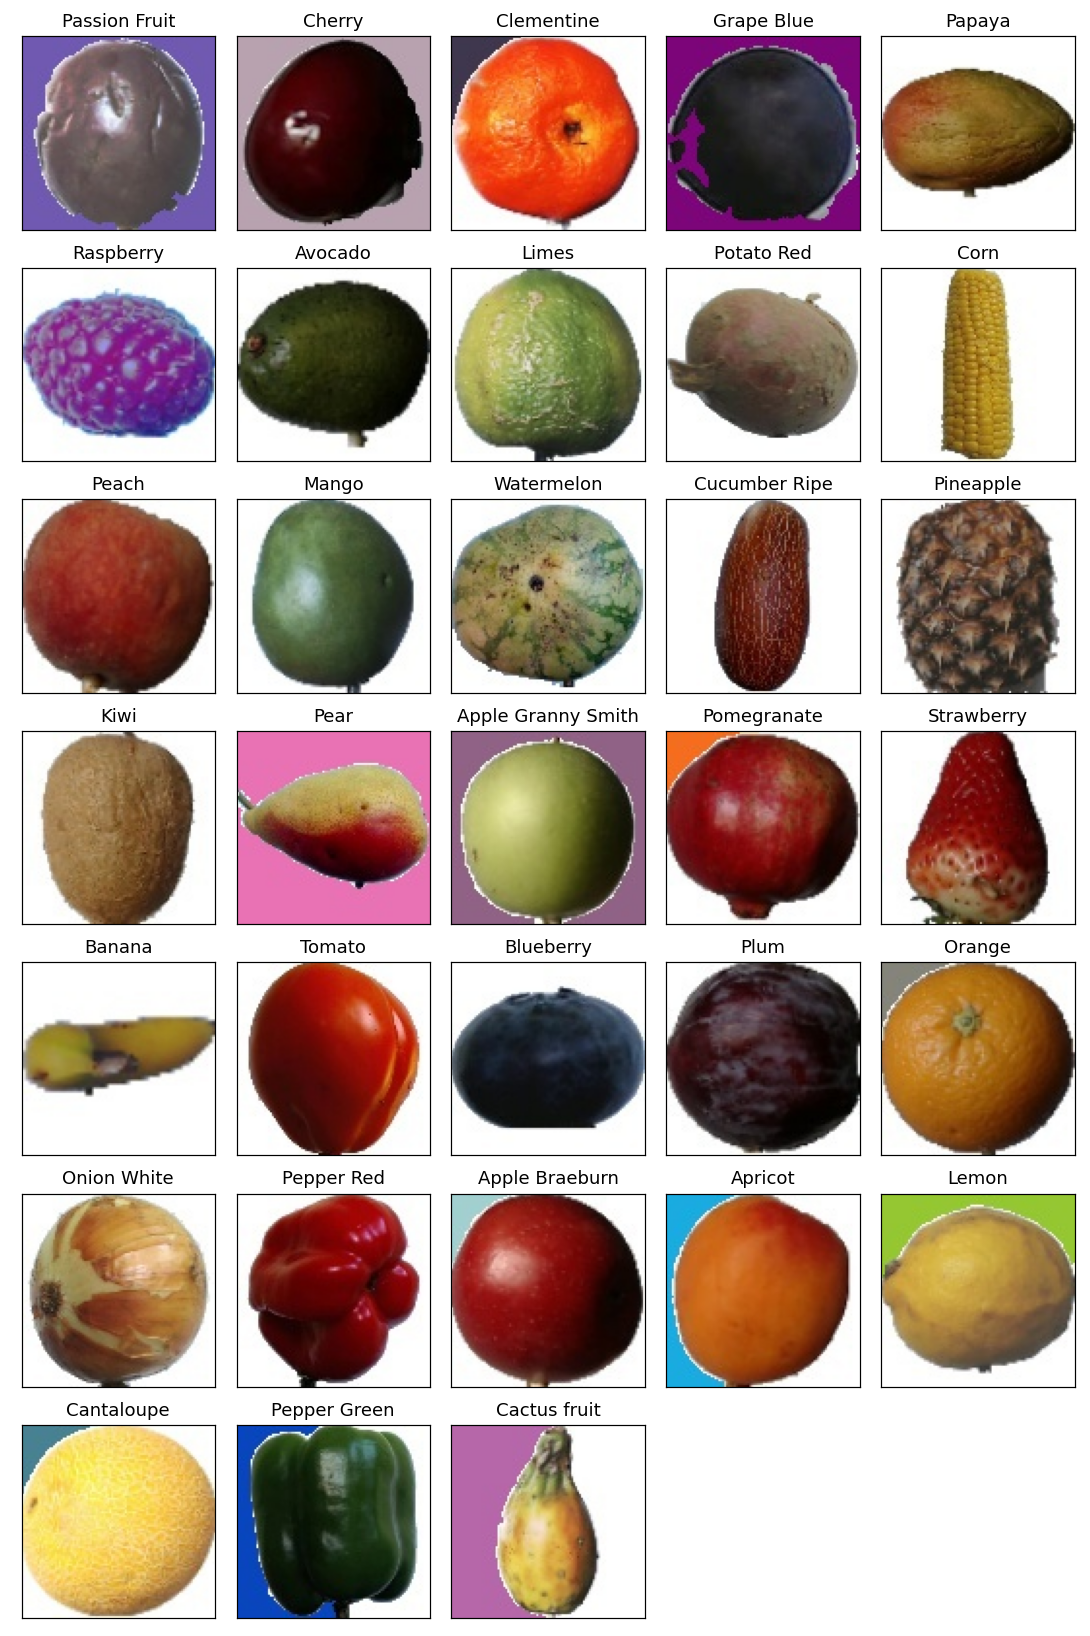 Passion Fruit
Cherry
Clementine
Grape Blue
Papaya
Raspberry
Avocado
Limes
Potato Red
Corn
Peach
Mango
Watermelon
Cucumber Ripe
Pineapple
Kiwi
Pear
Apple Granny Smith
Pomegranate
Strawberry
Banana
Tomato
Blueberry
Plum
Orange
Onion White
Pepper Red
Apple Braeburn
Apricot
Lemon
Cantaloupe
Pepper Green
Cactus fruit